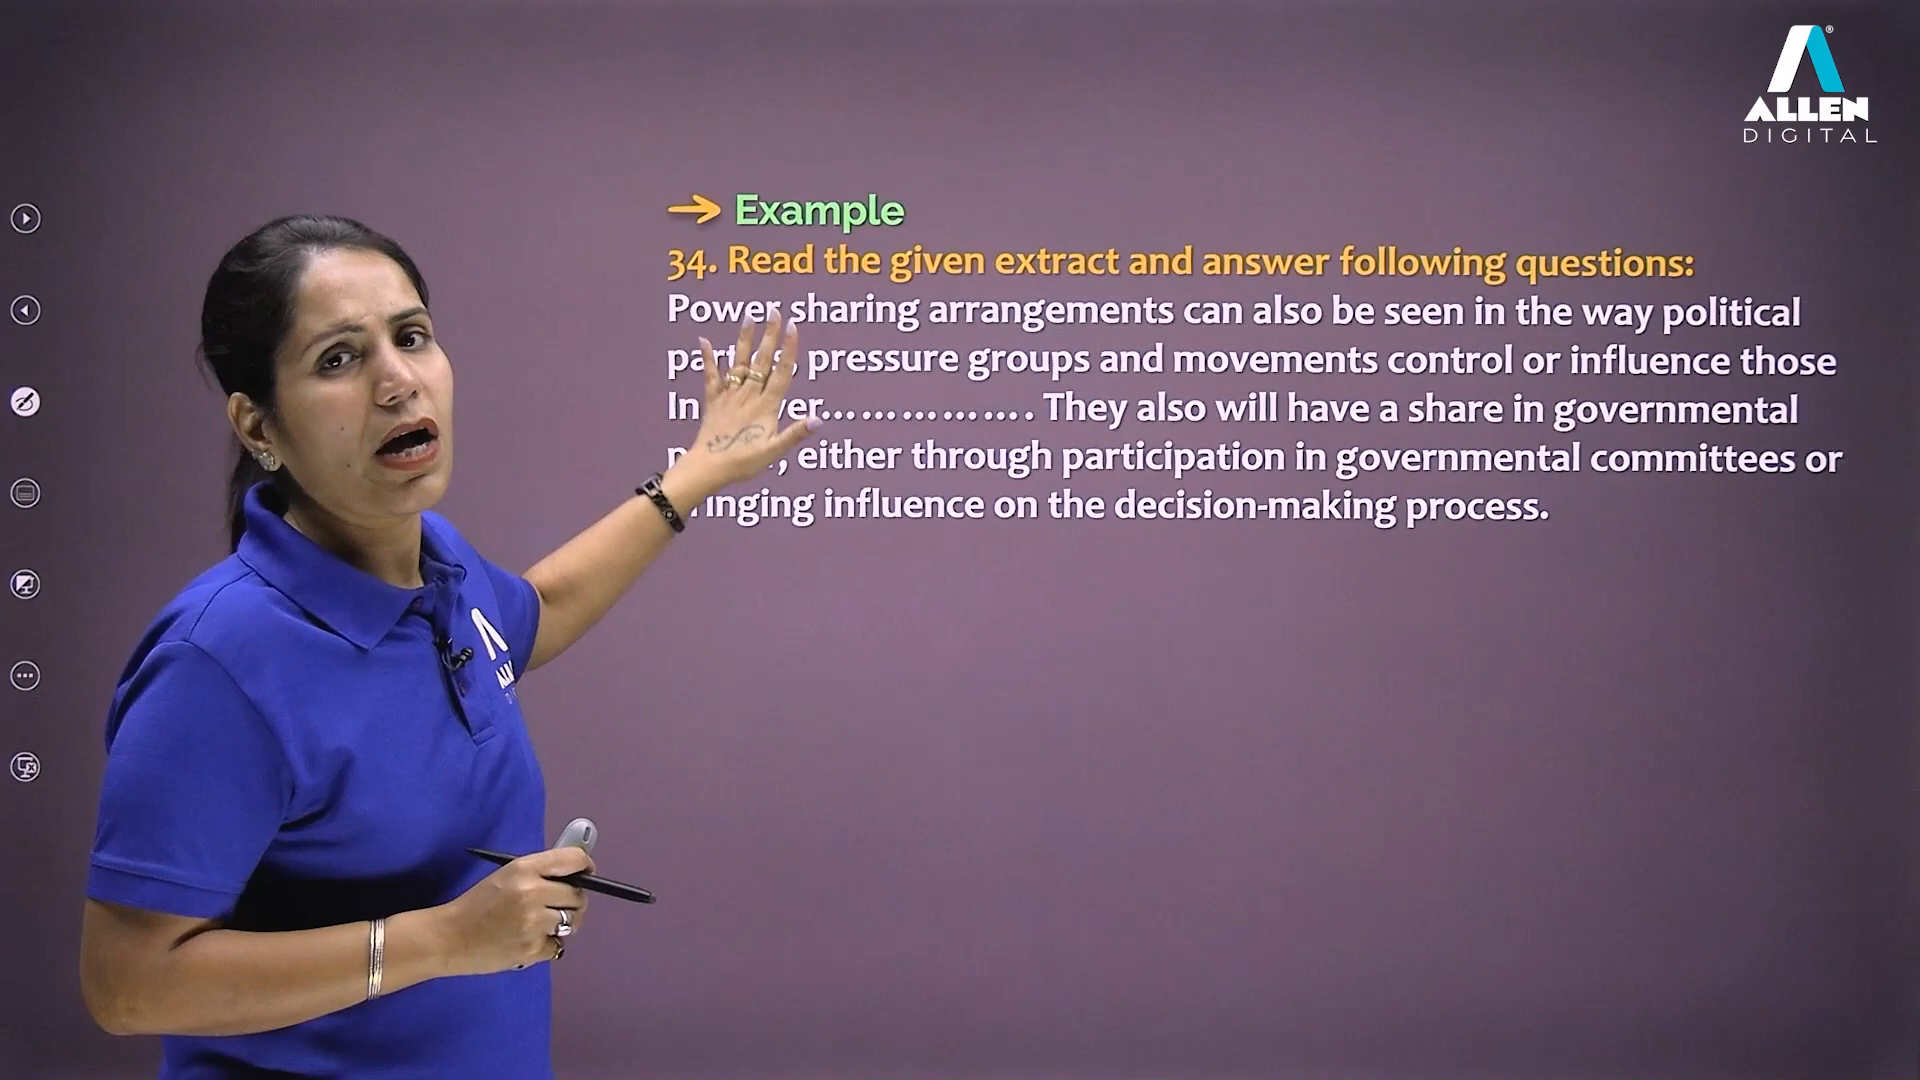 ALLEN
DIGITAL
Example
34. Read the given extract and answer following questions:
Power sharing arrangements can also be seen in the way political
pressure groups and movements control or influence those
In ……………. They also will have a share in governmental
either through participation in governmental committees or
influence on the decision-making process.